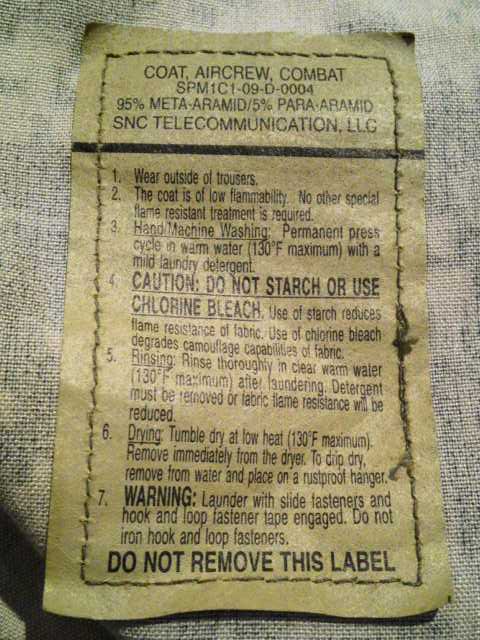 COAT, AIRCREW, COMBAT
SPM1C1-09-D-0004
95% META-ARAMID/5% PARA-ARAMID
SNC TELECOMMUNICATION, LLC
1. Wear outside of trousers.
2. The coat is of low flammability. No other special
flame resistant treatment is required.
3. Hand/Machine Washing: Permanent press
cycle in warm water (130°F maximum) with a
mild laundry detergent.
4. CAUTION: DO NOT STARCH OR USE
CHLORINE BLEACH. Use of starch reduces
flame resistance of fabric. Use of chlorine bleach
degrades camouflage capabilities of fabric.
5. Rinsing: Rinse thoroughly in clear warm water
(130°F maximum) after laundering. Detergent
must be removed or fabric flame resistance will be
reduced.
6. Drying: Tumble dry at low heat (130°F maximum).
Remove immediately from the dryer. To drip dry,
remove from water and place on a rustproof hanger.
7. WARNING: Launder with slide fasteners and
hook and loop fastener tape engaged. Do not
iron hook and loop fasteners.
DO NOT REMOVE THIS LABEL